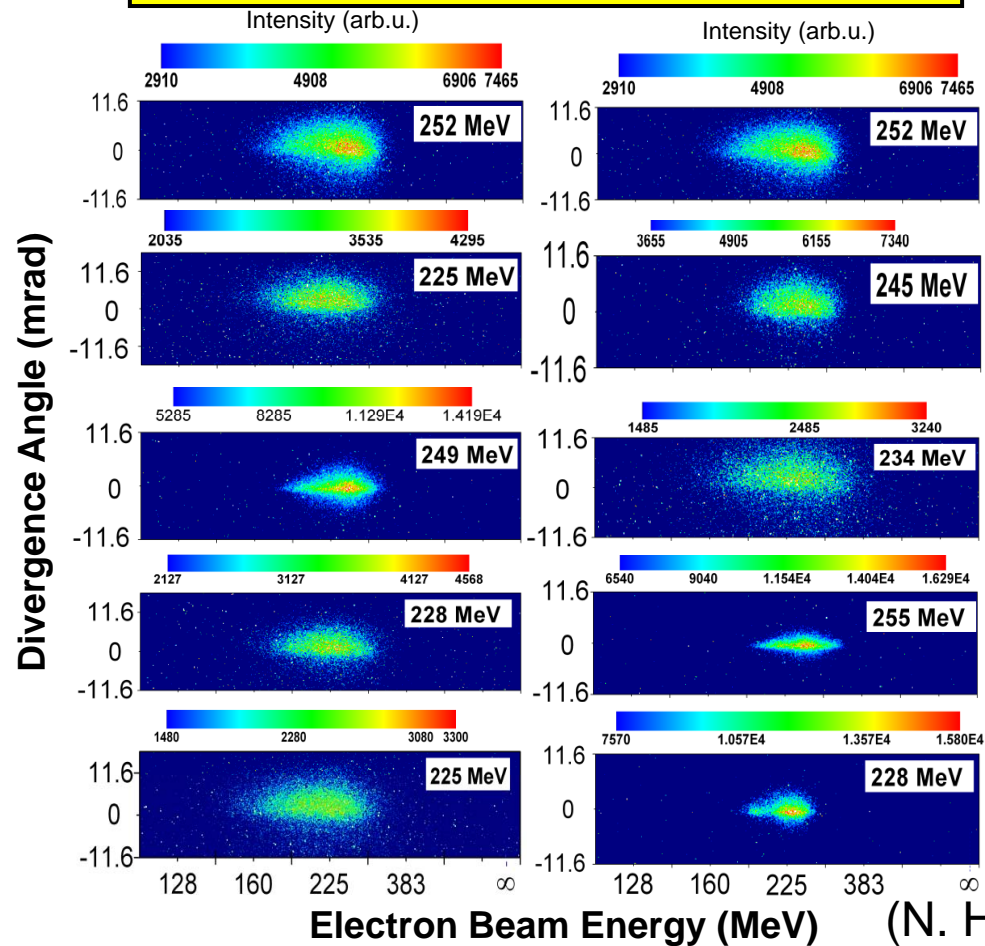 Intensity (arb.u.)
2910 4908 6906 7465
11.6
0
-11.6
252 MeV
2035 3535 4295
11.6
0
-11.6
225 MeV
5285 8285 1.129E4 1.419E4
11.6
0
-11.6
249 MeV
2127 3127 4127 4568
11.6
0
-11.6
228 MeV
1480 2280 3080 3300
11.6
0
-11.6
225 MeV
128 160 225 383 ∞
Intensity (arb.u.)
2910 4908 6906 7465
11.6
0
-11.6
252 MeV
3655 4905 6155 7340
11.6
0
-11.6
245 MeV
1485 2485 3240
11.6
0
-11.6
234 MeV
6540 9040 1.154E4 1.404E4 1.629E4
11.6
0
-11.6
255 MeV
7570 1.057E4 1.357E4 1.580E4
11.6
0
-11.6
228 MeV
128 160 225 383 ∞
Divergence Angle (mrad)
Electron Beam Energy (MeV)
(N. H